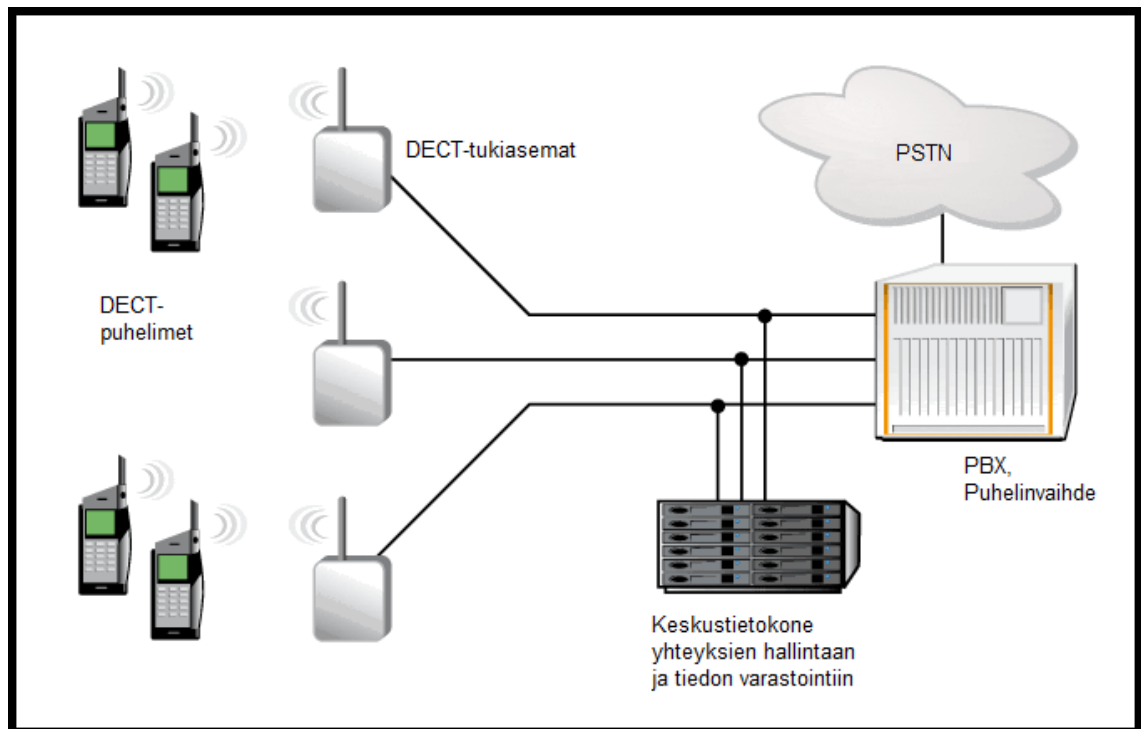 DECT-tukiasemat
PSTN
DECT-
puhelimet
PBX,
Puhelinvaihde
Keskustietokone
yhteyksien hallintaan
ja tiedon varastointiin